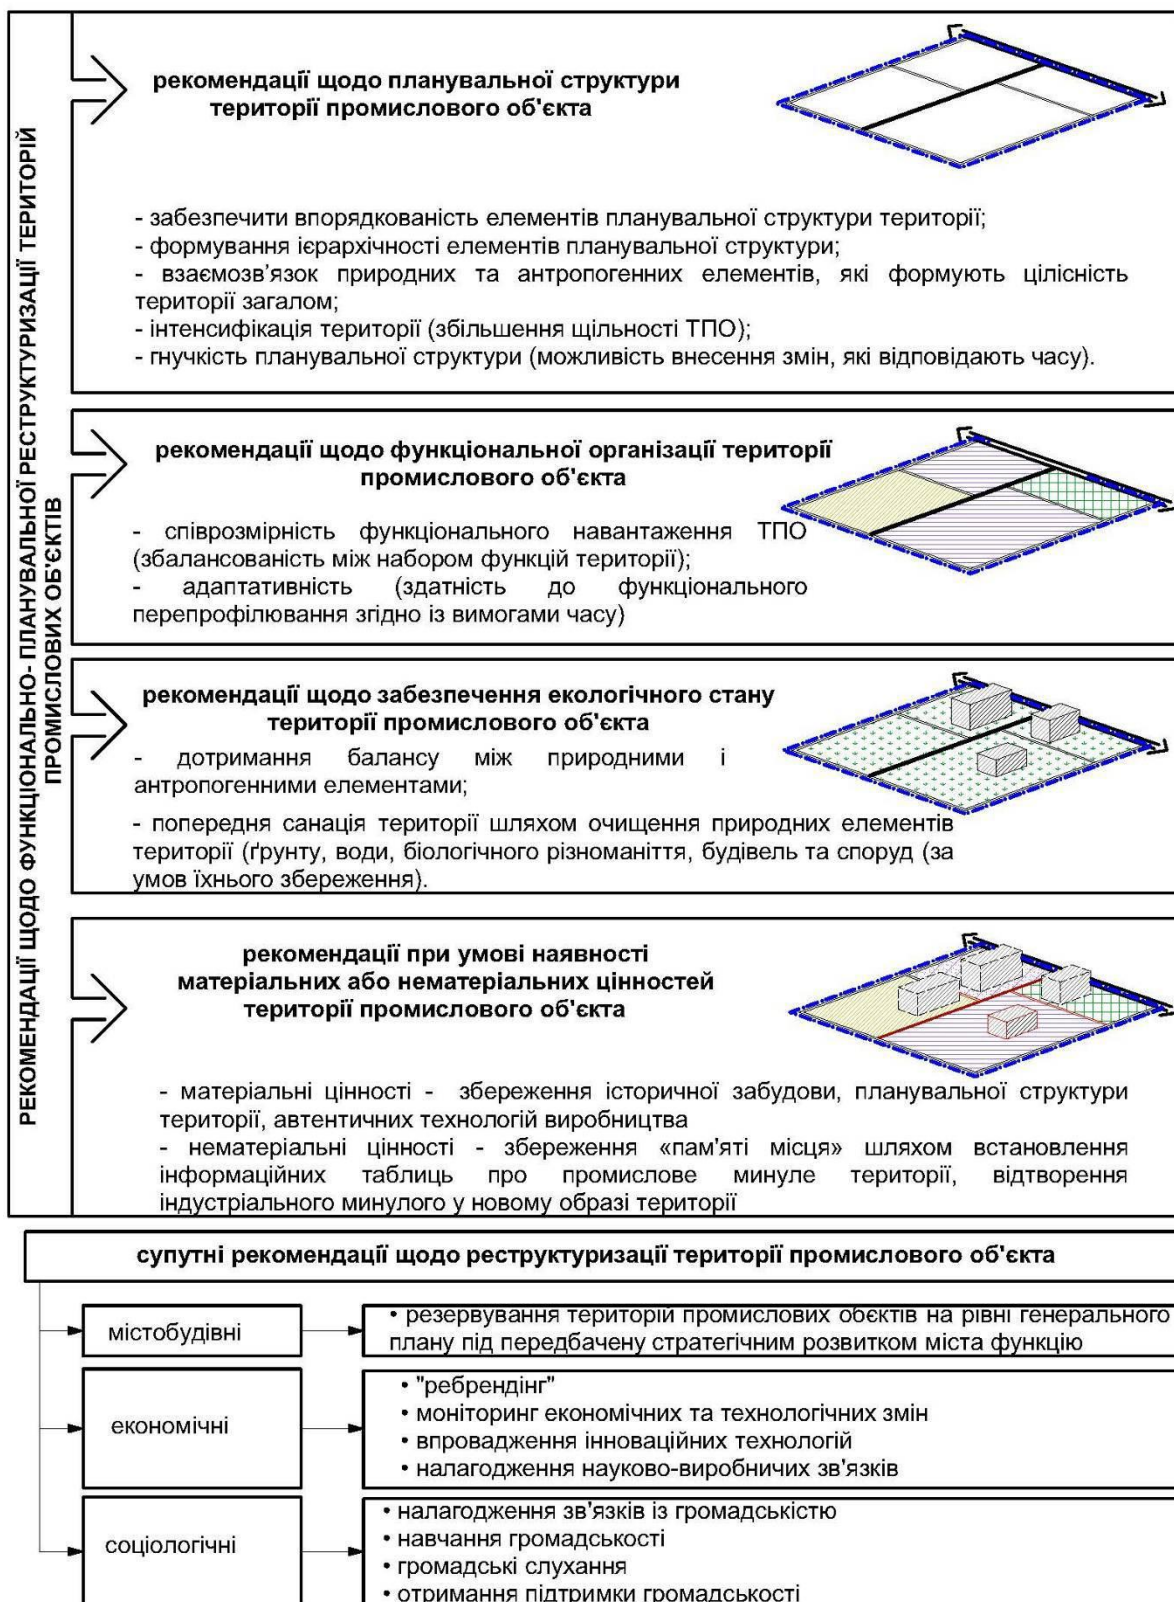 РЕКОМЕНДАЦІЇ ЩОДО ФУНКЦІОНАЛЬНО- ПЛАНУВАЛЬНОЇ РЕСТРУКТУРИЗАЦІЇ ТЕРИТОРІЙ
ПРОМИСЛОВИХ ОБ'ЄКТІВ
рекомендації щодо планувальної структури
території промислового об'єкта
- забезпечити впорядкованість елементів планувальної структури території;
- формування ієрархічності елементів планувальної структури;
- взаємозв’язок природних та антропогенних елементів, які формують цілісність
території загалом;
- інтенсифікація території (збільшення щільності ТПО);
- гнучкість планувальної структури (можливість внесення змін, які відповідають часу).
рекомендації щодо функціональної організації території
промислового об'єкта
- співрозмірність функціонального навантаження ТПО
(збалансованість між набором функцій території);
- адаптативність (здатність до функціонального
перепрофілювання згідно із вимогами часу)
рекомендації щодо забезпечення екологічного стану
території промислового об'єкта
- дотримання балансу між природними і
антропогенними елементами;
- попередня санація території шляхом очищення природних елементів
території (ґрунту, води, біологічного різноманіття, будівель та споруд (за
умов їхнього збереження).
рекомендації при умові наявності
матеріальних або нематеріальних цінностей
території промислового об'єкта
- матеріальні цінності - збереження історичної забудови, планувальної структури
території, автентичних технологій виробництва
- нематеріальні цінності - збереження «пам'яті місця» шляхом встановлення
інформаційних таблиць про промислове минуле території, відтворення
індустріального минулого у новому образі території
супутні рекомендації щодо реструктуризації території промислового об'єкта
містобудівні
• резервування територій промислових обєктів на рівні генерального
плану під передбачену стратегічним розвитком міста функцію
економічні
• "ребрендінг"
• моніторинг економічних та технологічних змін
• впровадження інноваційних технологій
• налагодження науково-виробничих зв'язків
соціологічні
• налагодження зв'язків із громадськістю
• навчання громадськості
• громадські слухання
• отримання підтримки громадськості